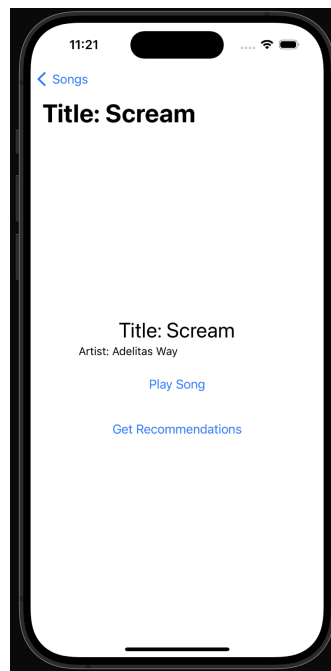 11:21
Songs
Title: Scream
Title: Scream
Artist: Adelitas Way
Play Song
Get Recommendations